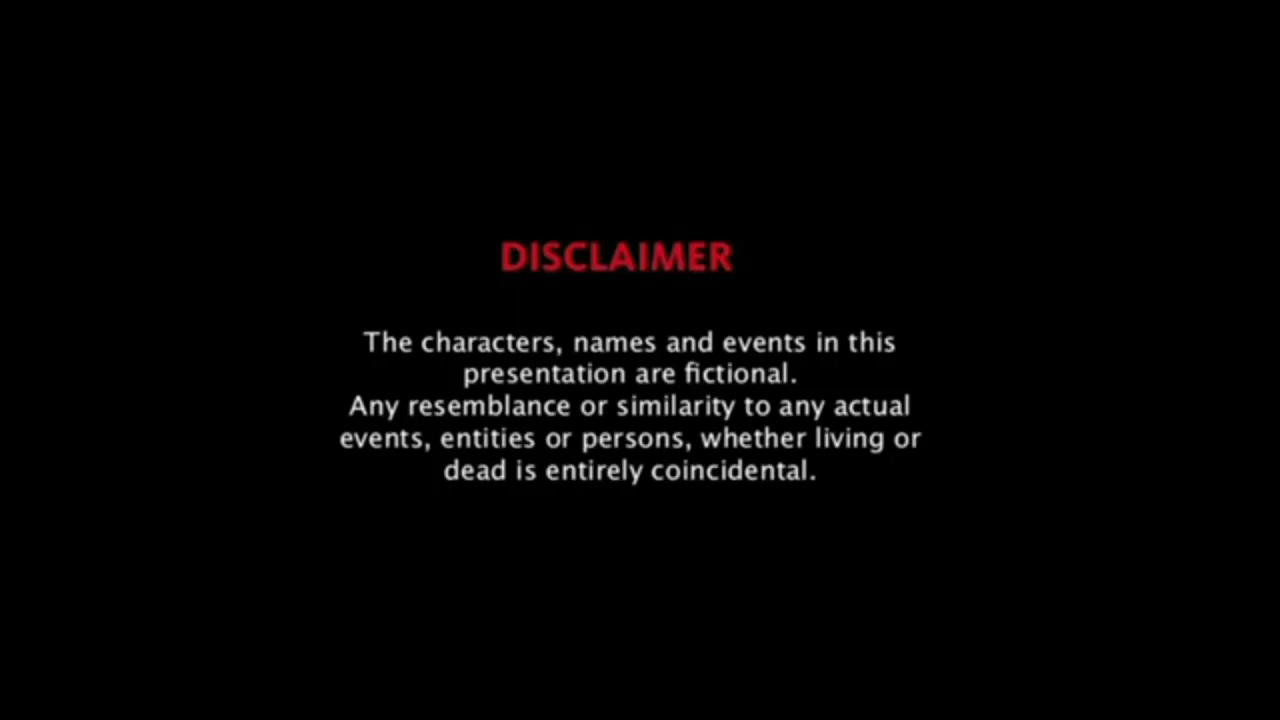 DISCLAIMER
The characters, names and events in this
presentation are fictional.
Any resemblance or similarity to any actual
events, entities or persons, whether living or
dead is entirely coincidental.